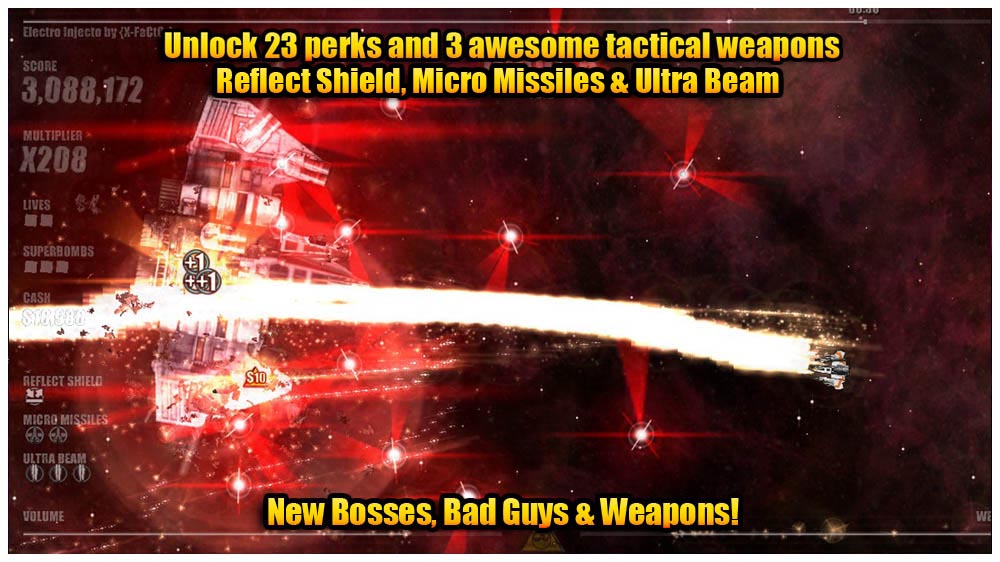 Unlock 23 perks and 3 awesome tactical weapons
Reflect Shield, Micro Missiles & Ultra Beam
SCORE
3,088,172
MULTIPLIER
X208
LIVES
SUPERBOMBS
+1
++1
CASH
REFLECT SHIELD
$10
MICRO MISSILES
ULTRA BEAM
VOLUME
New Bosses, Bad Guys & Weapons!